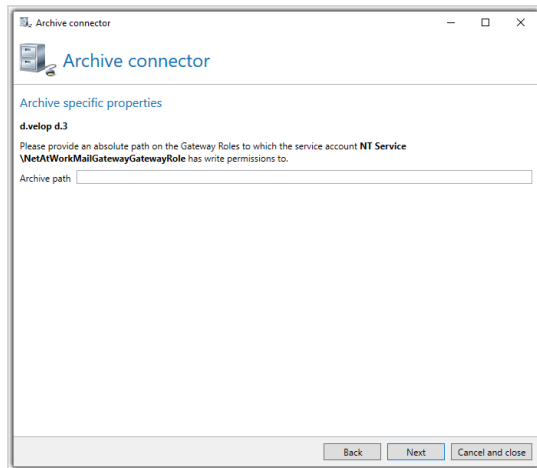 Archive connector
Archive connector
Archive specific properties
d.velop d.3
Please provide an absolute path on the Gateway Roles to which the service account NT Service
\NetAtWorkMailGatewayGatewayRole has write permissions to.
Archive path
Back Next Cancel and close